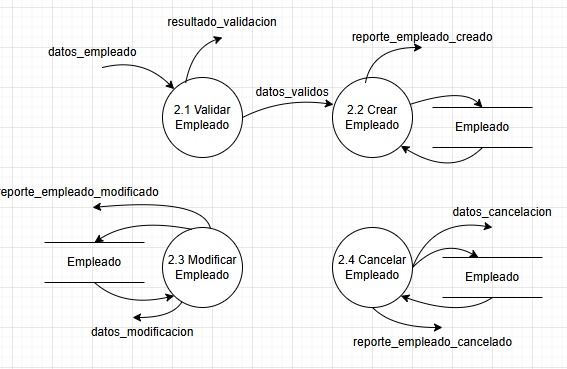 resultado_validacion
datos_empleado
reporte_empleado_creado
datos_validos
2.1 Validar
Empleado
2.2 Crear
Empleado
Empleado
reporte_empleado_modificado
datos_cancelacion
Empleado
2.3 Modificar
Empleado
2.4 Cancelar
Empleado
Empleado
datos_modificacion
reporte_empleado_cancelado